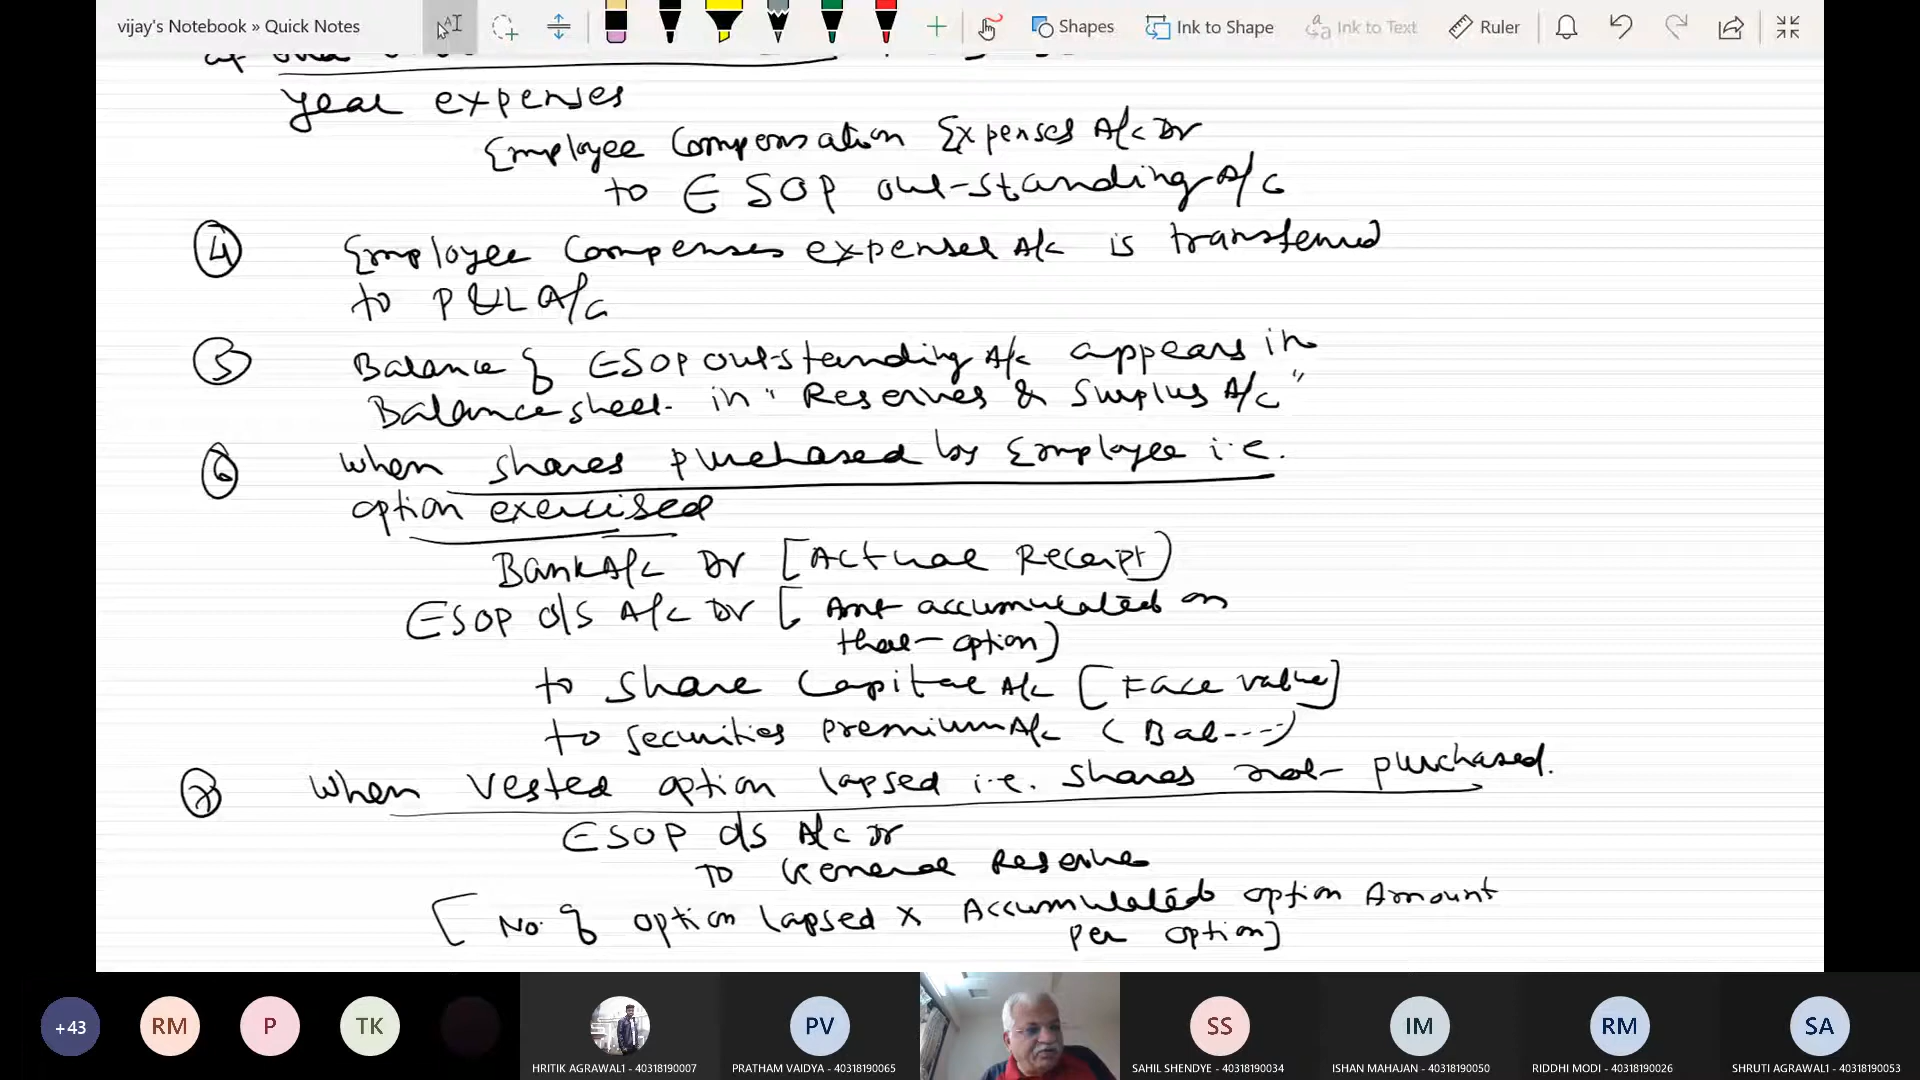 vijay's Notebook » Quick Notes
Shapes
Ink to Shape
Ink to Text
Ruler
year expenses
Employee Compensation Expenses A/c Dr
to ESOP out-standing A/c
4 Employee Compenses expenses A/c is transferred
to P&L A/c
5 Balance of ESOP outstanding A/c appears in
Balance sheet in "Reserves & Surplus A/c"
6 when shares purchased by Employee i.e.
option exercised
Bank A/c Dr [Actual Receipt]
ESOP o/s A/c Dr [Amt accumulated on
that option]
to Share Capital A/c [Face value]
to securities premium A/c (Bal---)
7 When vested option lapsed i.e. shares not purchased.
ESOP o/s A/c Dr
To General Reserve
[No. of option lapsed x Accumulated option Amount
per option]
+43
RM
P
TK
PV
SS
IM
RM
SA
HRITIK AGRAWAL1 - 40318190007
PRATHAM VAIDYA - 40318190065
SAHIL SHENDYE - 40318190034
ISHAN MAHAJAN - 40318190050
RIDDHI MODI - 40318190026
SHRUTI AGRAWAL1 - 40318190053